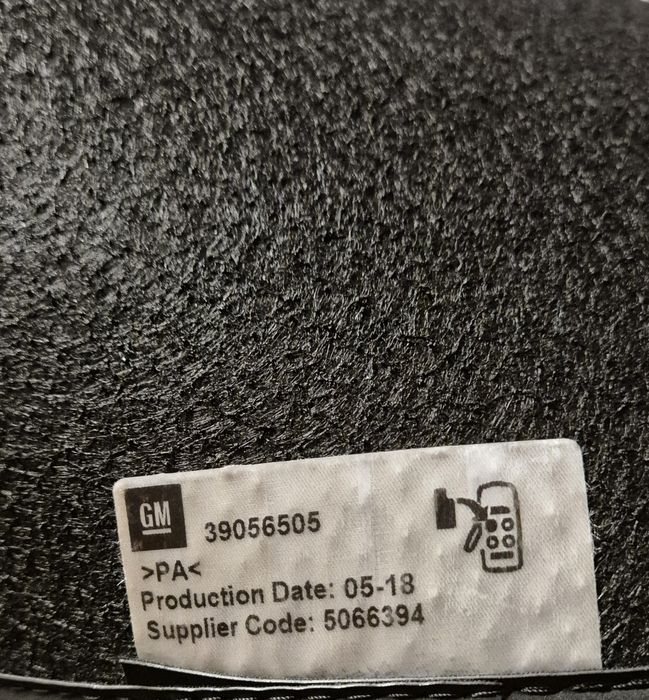 GM 39056505
>PA<
Production Date: 05-18
Supplier Code: 5066394